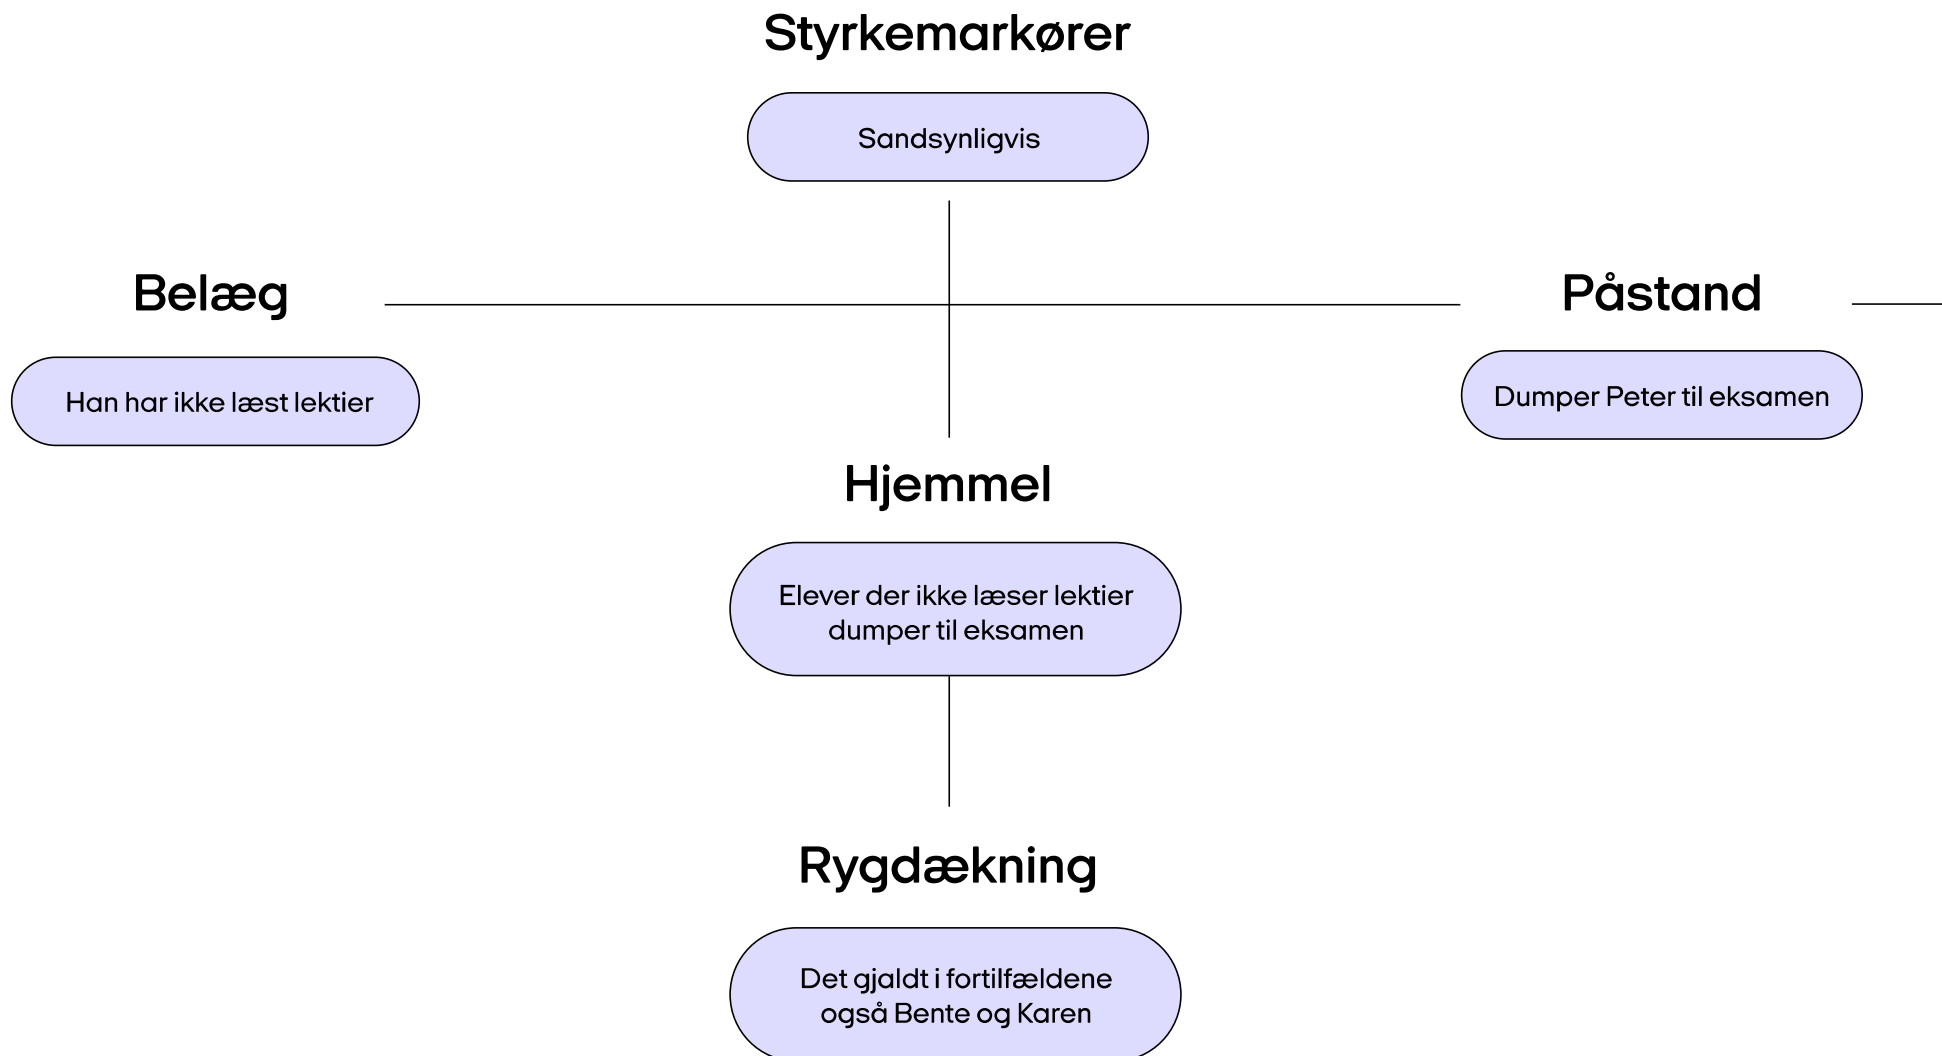 Styrkemarkører
Sandsynligvis
Belæg
Påstand
Han har ikke læst lektier
Dumper Peter til eksamen
Hjemmel
Elever der ikke læser lektier
dumper til eksamen
Rygdækning
Det gjaldt i fortilfældene
også Bente og Karen